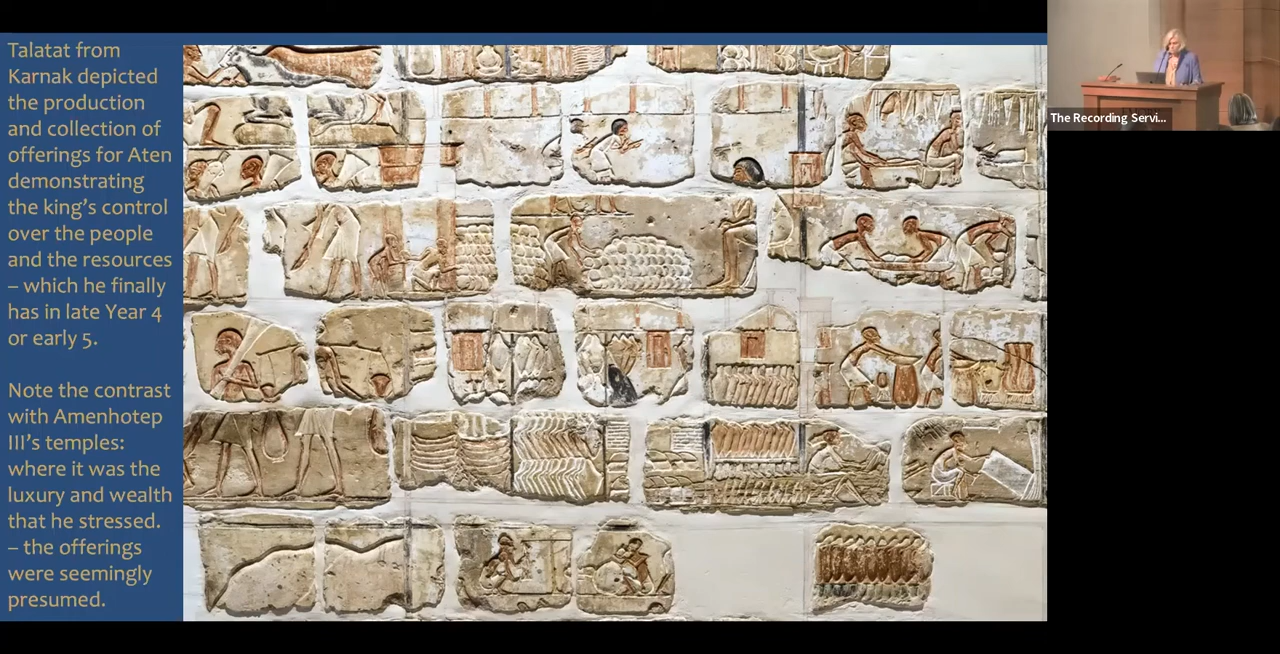 Talatat from
Karnak depicted
the production
and collection of
offerings for Aten
demonstrating
the king's control
over the people
and the resources
– which he finally
has in late Year 4
or early 5.
Note the contrast
with Amenhotep
III's temples:
where it was the
luxury and wealth
that he stressed.
– the offerings
were seemingly
presumed.
The Recording Servi...